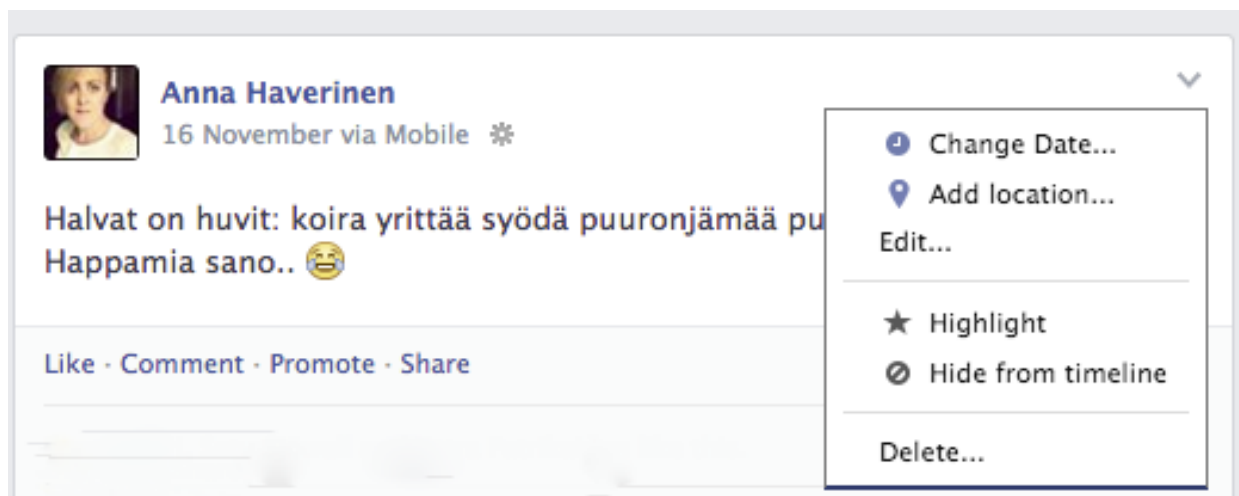 Anna Haverinen
16 November via Mobile
Halvat on huvit: koira yrittää syödä puuronjämää pu
Happamia sano.. 😂
Like · Comment · Promote · Share
Change Date...
Add location...
Edit...
Highlight
Hide from timeline
Delete...